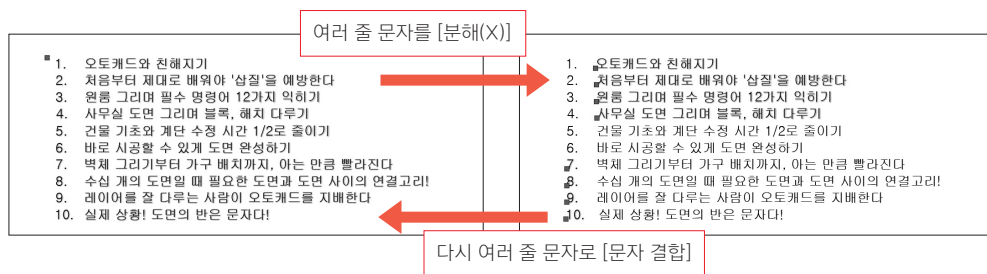 여러 줄 문자를 [분해(X)]
1. 오토캐드와 친해지기
2. 처음부터 제대로 배워야 '삽질'을 예방한다
3. 원룸 그리며 필수 명령어 12가지 익히기
4. 사무실 도면 그리며 블록, 해치 다루기
5. 건물 기초와 계단 수정 시간 1/2로 줄이기
6. 바로 시공할 수 있게 도면 완성하기
7. 벽체 그리기부터 가구 배치까지, 아는 만큼 빨라진다
8. 수십 개의 도면일 때 필요한 도면과 도면 사이의 연결고리!
9. 레이어를 잘 다루는 사람이 오토캐드를 지배한다
10. 실제 상황! 도면의 반은 문자다!
1. 오토캐드와 친해지기
2. 처음부터 제대로 배워야 '삽질'을 예방한다
3. 원룸 그리며 필수 명령어 12가지 익히기
4. 사무실 도면 그리며 블록, 해치 다루기
5. 건물 기초와 계단 수정 시간 1/2로 줄이기
6. 바로 시공할 수 있게 도면 완성하기
7. 벽체 그리기부터 가구 배치까지, 아는 만큼 빨라진다
8. 수십 개의 도면일 때 필요한 도면과 도면 사이의 연결고리!
9. 레이어를 잘 다루는 사람이 오토캐드를 지배한다
10. 실제 상황! 도면의 반은 문자다!
다시 여러 줄 문자로 [문자 결합]